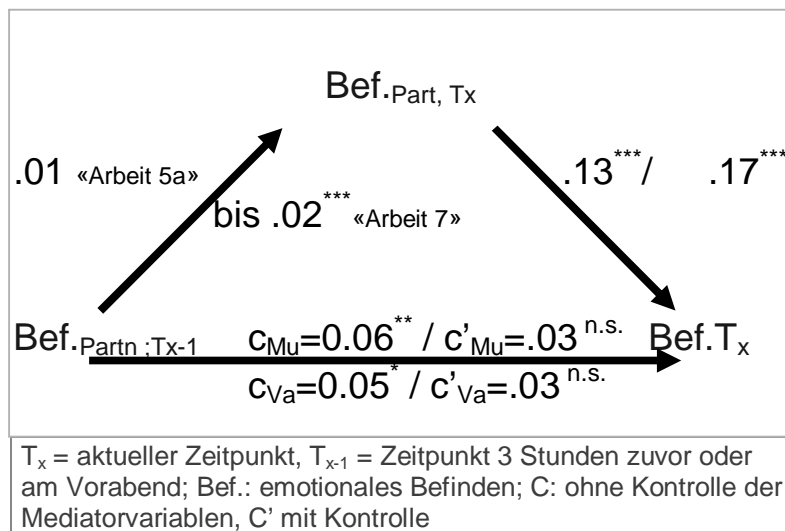 Bef.Part, Tx
.01 «Arbeit 5a»
.13***/ .17***
bis .02*** «Arbeit 7»
Bef.Partn ;Tx-1
cMu=0.06** / c'Mu=.03 n.s.
Bef.Tx
cVa=0.05* / c'Va=.03 n.s.
Tx = aktueller Zeitpunkt, Tx-1 = Zeitpunkt 3 Stunden zuvor oder
am Vorabend; Bef.: emotionales Befinden; C: ohne Kontrolle der
Mediatorvariablen, C' mit Kontrolle